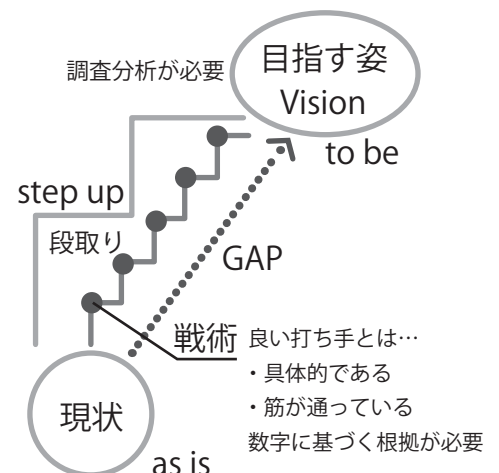 調査分析が必要
目指す姿
Vision
to be
step up
段取り
GAP
戦術
良い打ち手とは…
・具体的である
・筋が通っている
数字に基づく根拠が必要
現状
as is